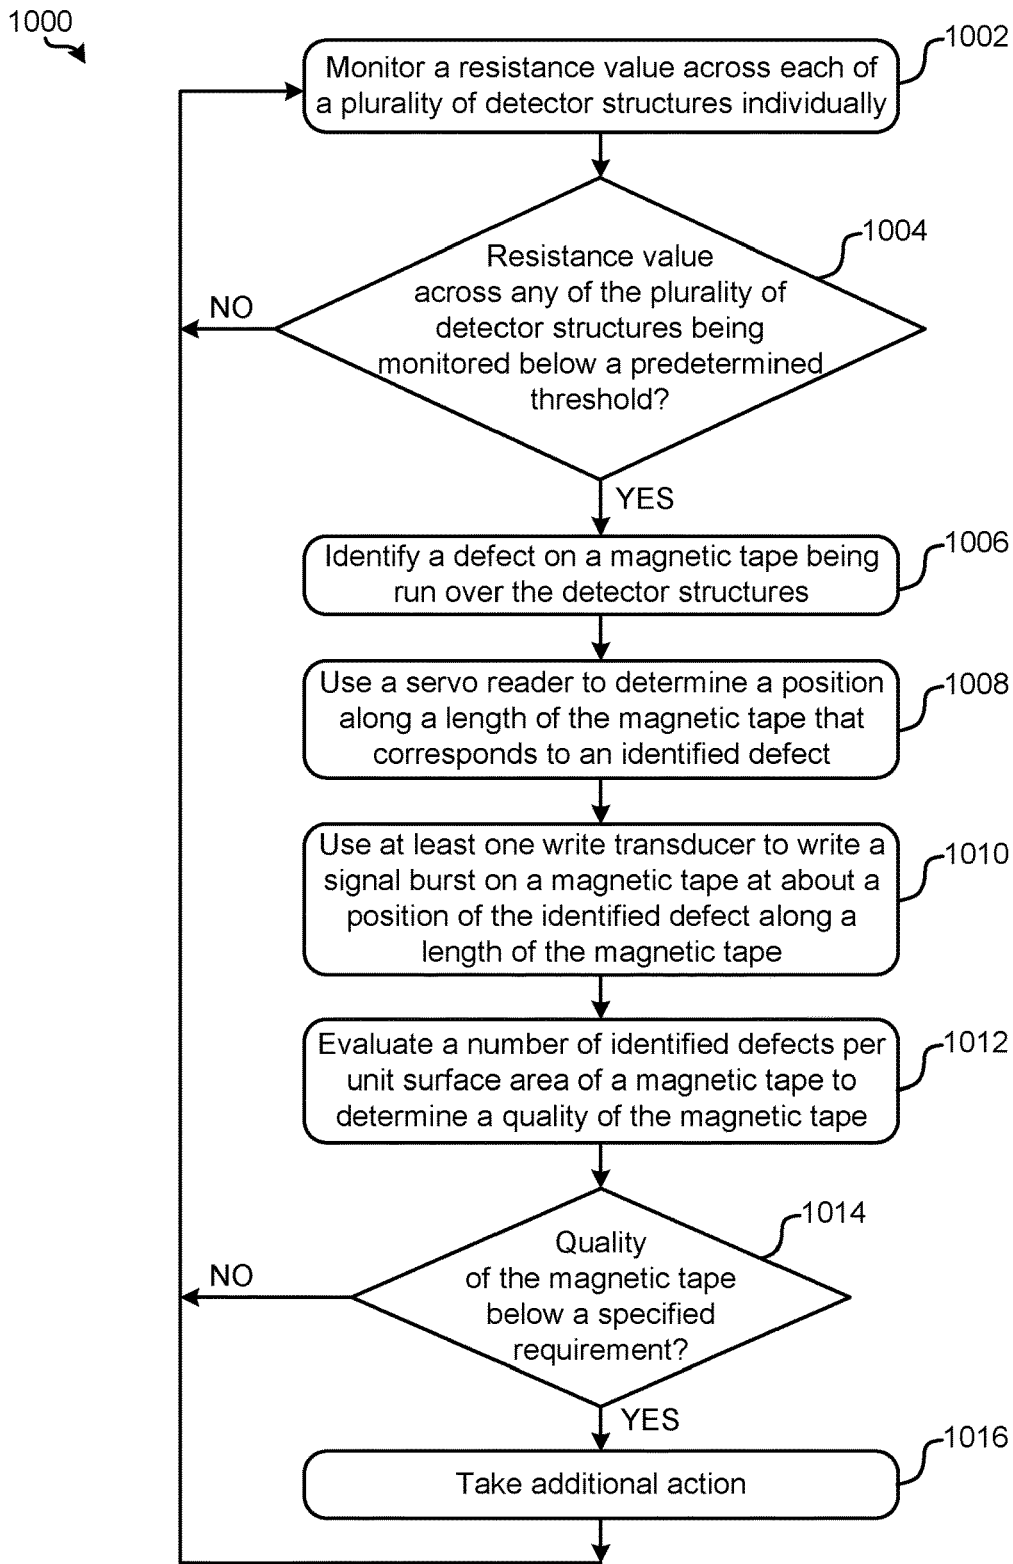 1000
1002
Monitor a resistance value across each of
a plurality of detector structures individually
1004
Resistance value
across any of the plurality of
detector structures being
monitored below a predetermined
threshold?
NO
YES
1006
Identify a defect on a magnetic tape being
run over the detector structures
1008
Use a servo reader to determine a position
along a length of the magnetic tape that
corresponds to an identified defect
1010
Use at least one write transducer to write a
signal burst on a magnetic tape at about a
position of the identified defect along a
length of the magnetic tape
1012
Evaluate a number of identified defects per
unit surface area of a magnetic tape to
determine a quality of the magnetic tape
1014
Quality
of the magnetic tape
below a specified
requirement?
NO
YES
1016
Take additional action